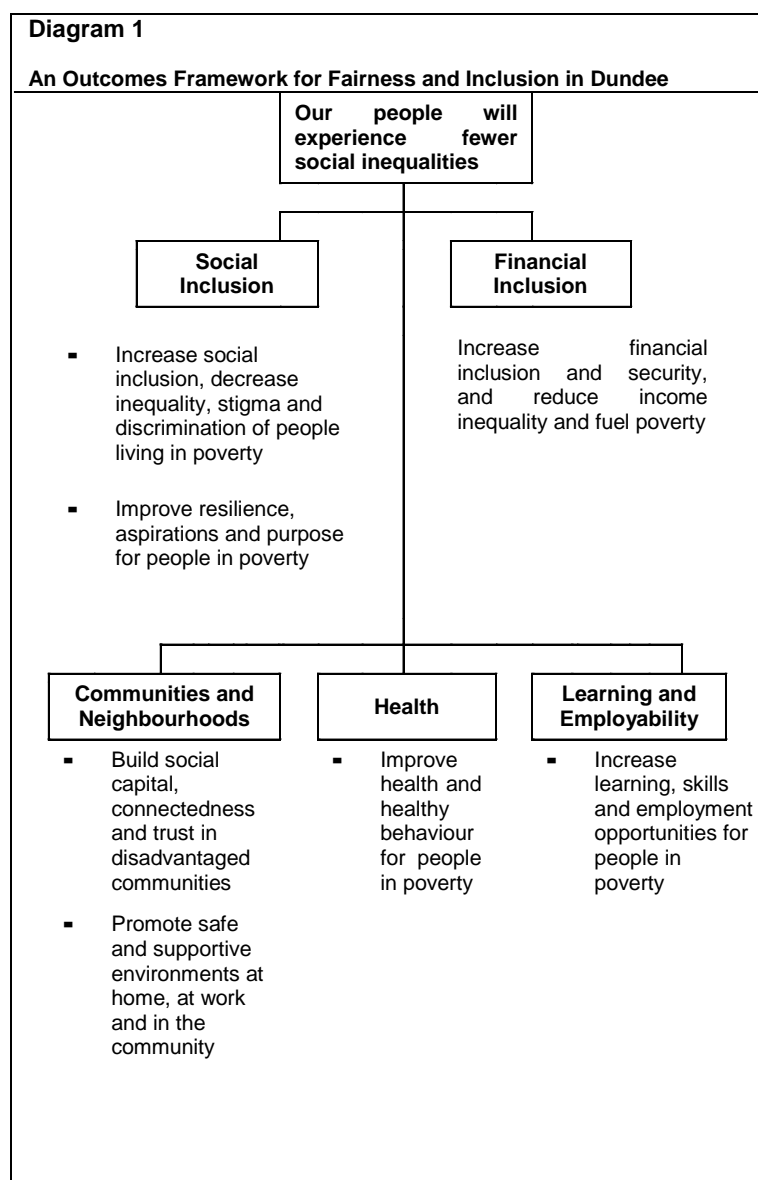 Diagram 1
An Outcomes Framework for Fairness and Inclusion in Dundee
Our people will
experience fewer
social inequalities
Social
Inclusion
Financial
Inclusion
- Increase social
inclusion, decrease
inequality, stigma and
discrimination of people
living in poverty
- Improve resilience,
aspirations and purpose
for people in poverty
Increase financial
inclusion and security,
and reduce income
inequality and fuel poverty
Communities and
Neighbourhoods
- Build social
capital,
connectedness
and trust in
disadvantaged
communities
- Promote safe
and supportive
environments at
home, at work
and in the
community
Health
- Improve
health and
healthy
behaviour
for people
in poverty
Learning and
Employability
- Increase
learning, skills
and employment
opportunities for
people in
poverty